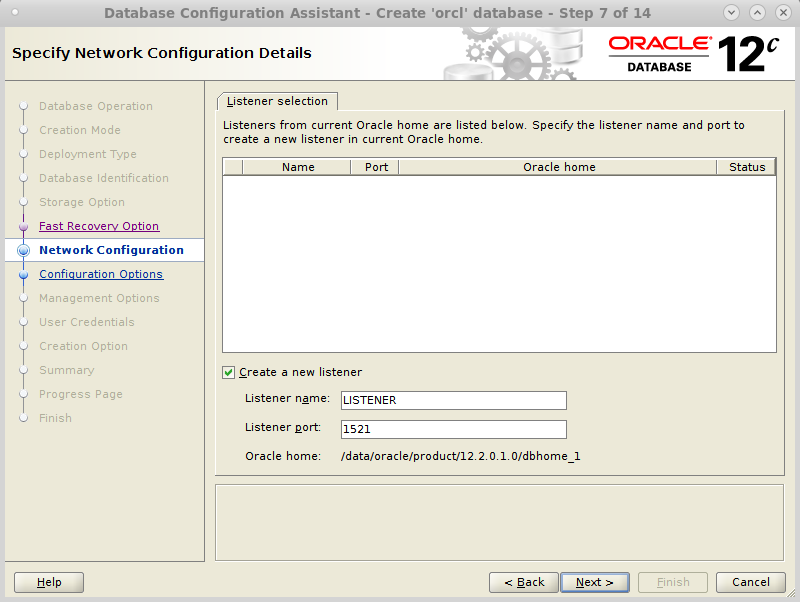 Database Configuration Assistant - Create 'orcl' database - Step 7 of 14
Specify Network Configuration Details
ORACLE®
DATABASE
12c
Database Operation
Creation Mode
Deployment Type
Database Identification
Storage Option
Fast Recovery Option
Network Configuration
Configuration Options
Management Options
User Credentials
Creation Option
Summary
Progress Page
Finish
Listener selection
Listeners from current Oracle home are listed below. Specify the listener name and port to
create a new listener in current Oracle home.
Name Port Oracle home Status
Create a new listener
Listener name: LISTENER
Listener port: 1521
Oracle home: /data/oracle/product/12.2.0.1.0/dbhome_1
Help < Back Next > Finish Cancel